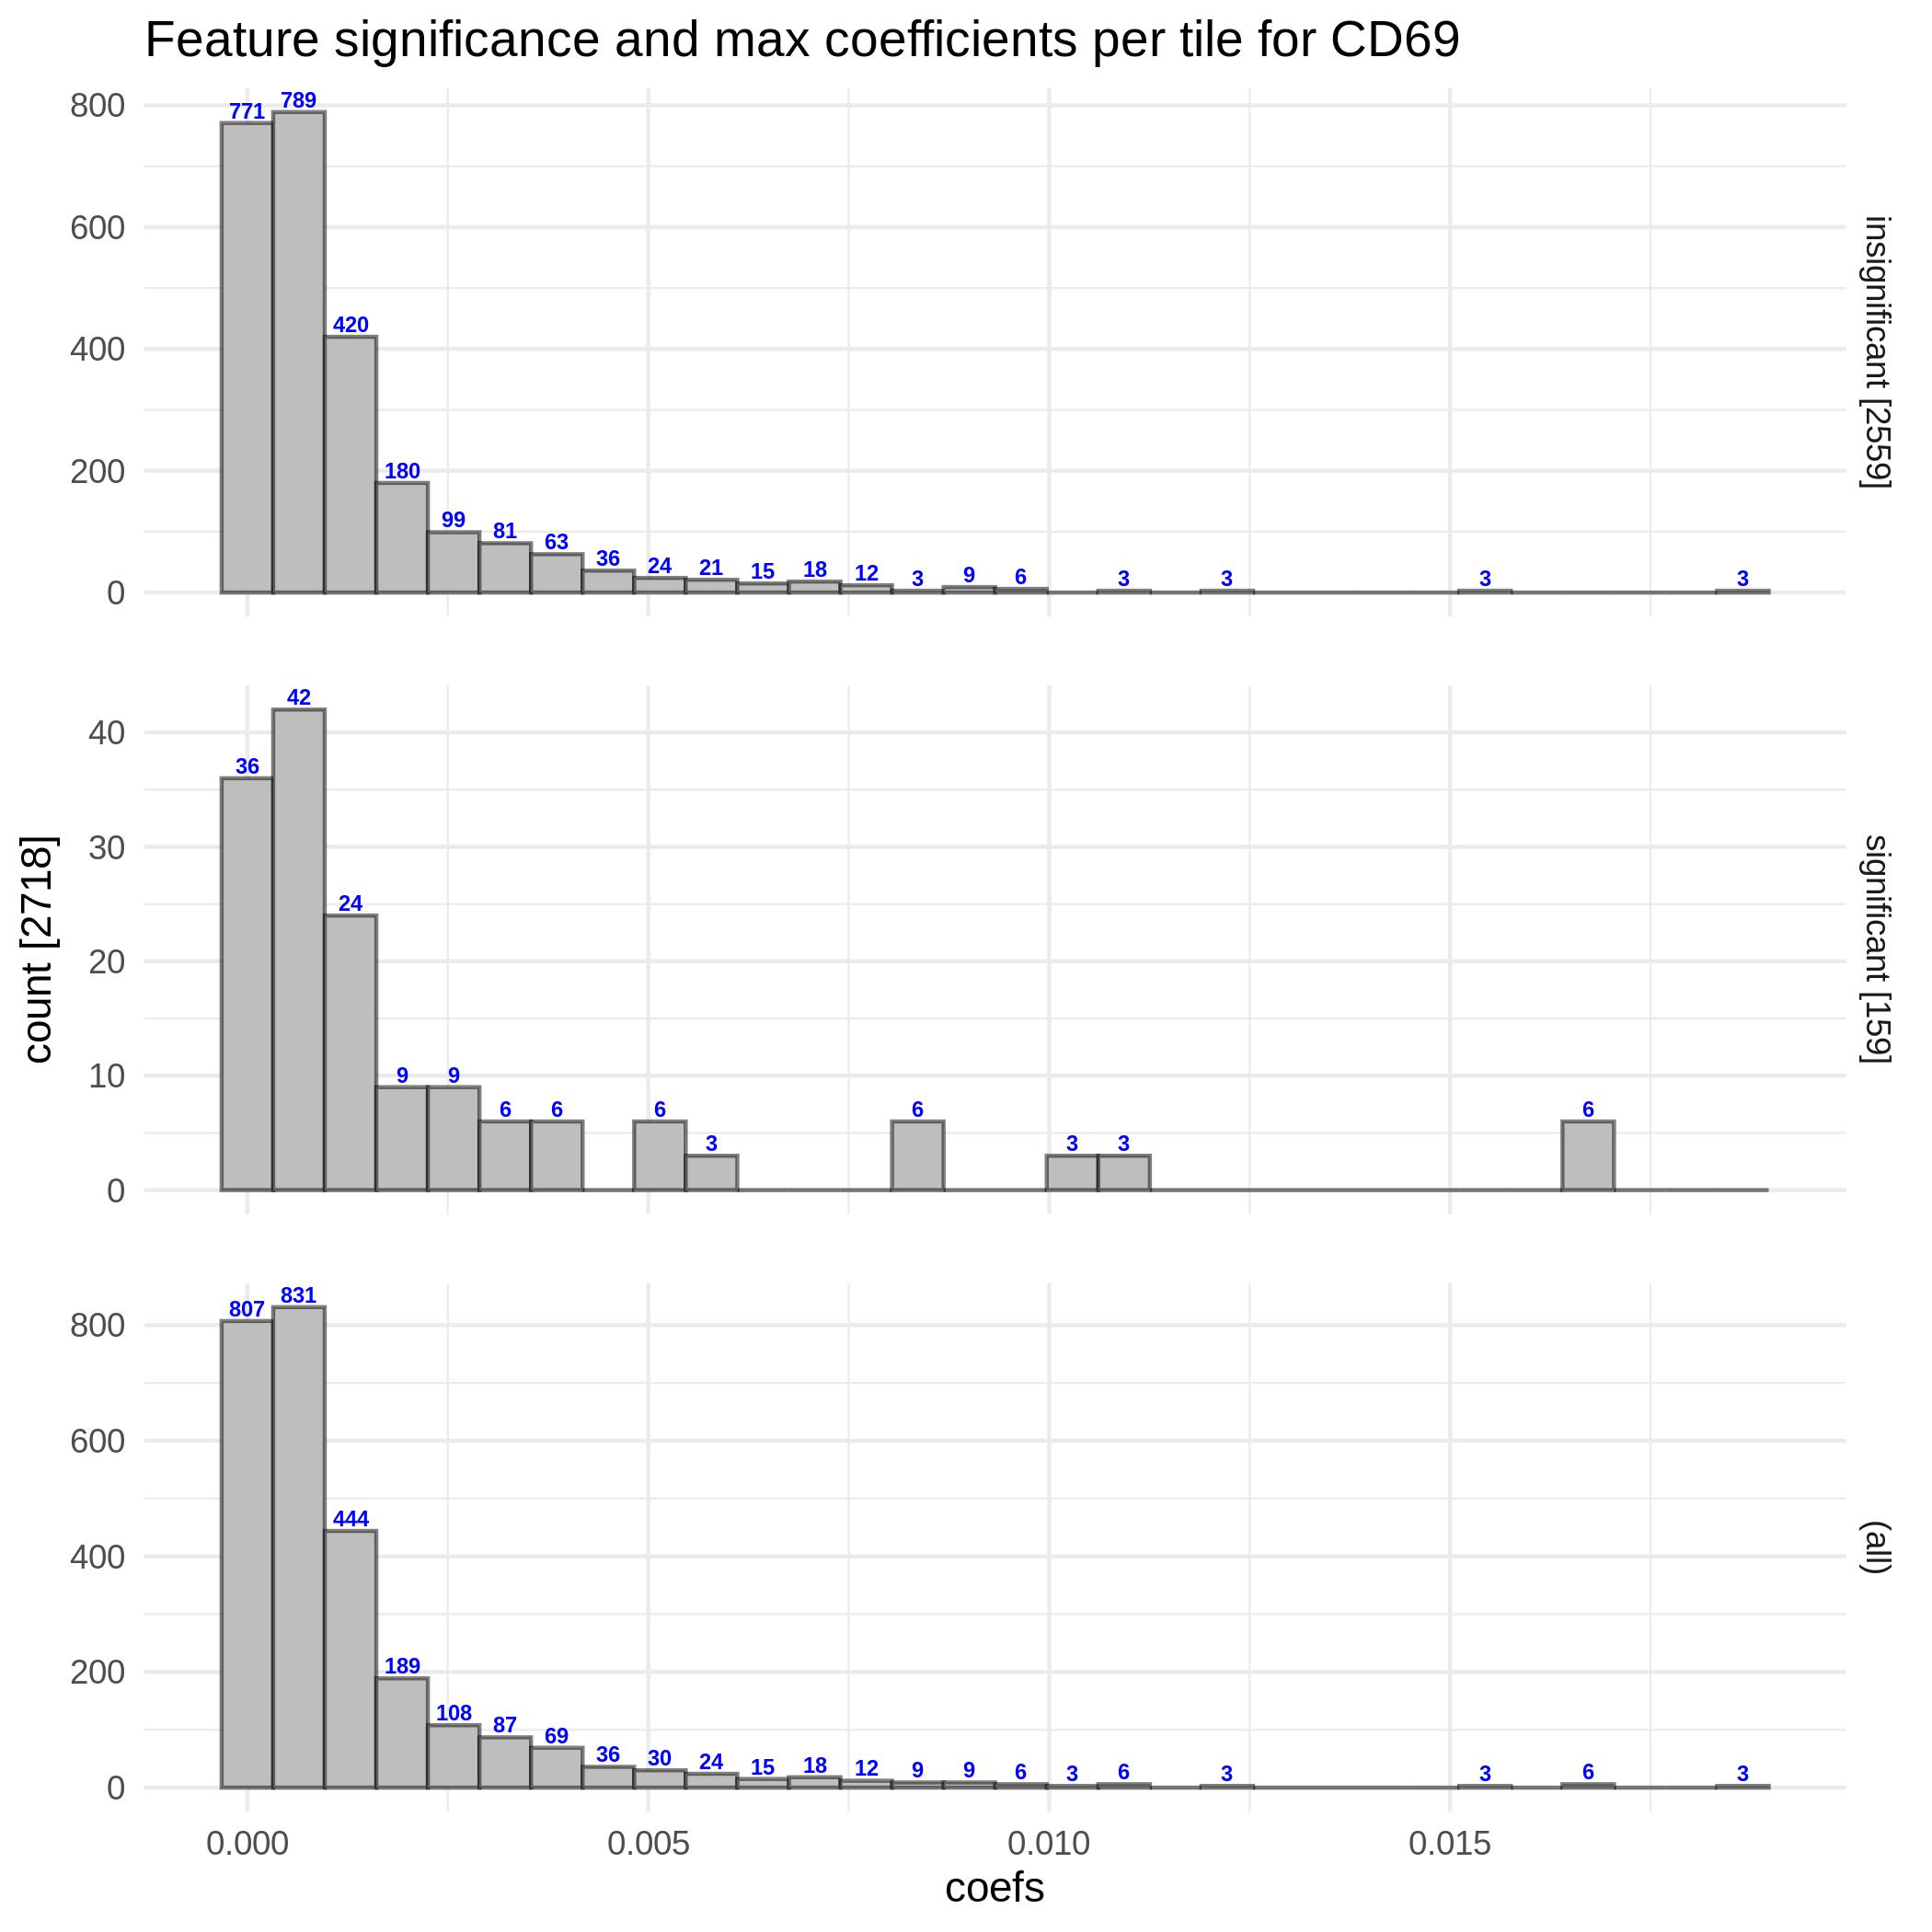 Feature significance and max coefficients per tile for CD69
800
600
400
200
0
771 789 420 180 99 81 63 36 24 21 15 18 12 3 9 6 3 3 3 3
insignificant [2559]
40
30
20
10
0
36 42 24 9 9 6 6 6 3 6 3 3 6
significant [159]
count [2718]
800
600
400
200
0
807 831 444 189 108 87 69 36 30 24 15 18 12 9 9 6 3 6 3 3 6 3
(all)
0.000 0.005 0.010 0.015
coefs